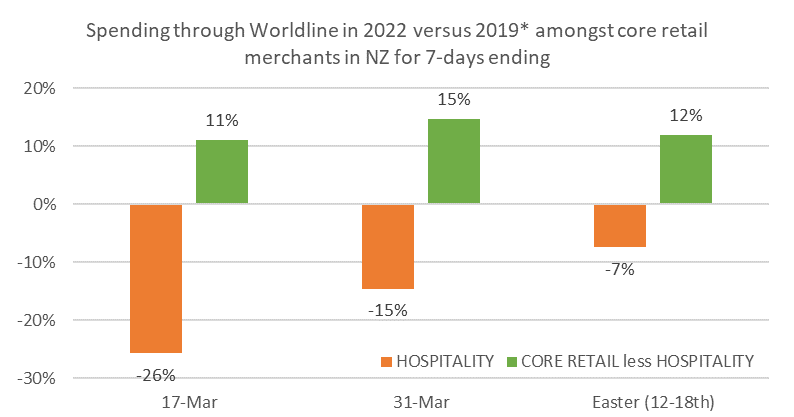 Spending through Worldline in 2022 versus 2019* amongst core retail
merchants in NZ for 7-days ending
20%
10%
0%
-10%
-20%
-30%
11%
15%
12%
-26%
-15%
-7%
HOSPITALITY
CORE RETAIL less HOSPITALITY
17-Mar
31-Mar
Easter (12-18th)